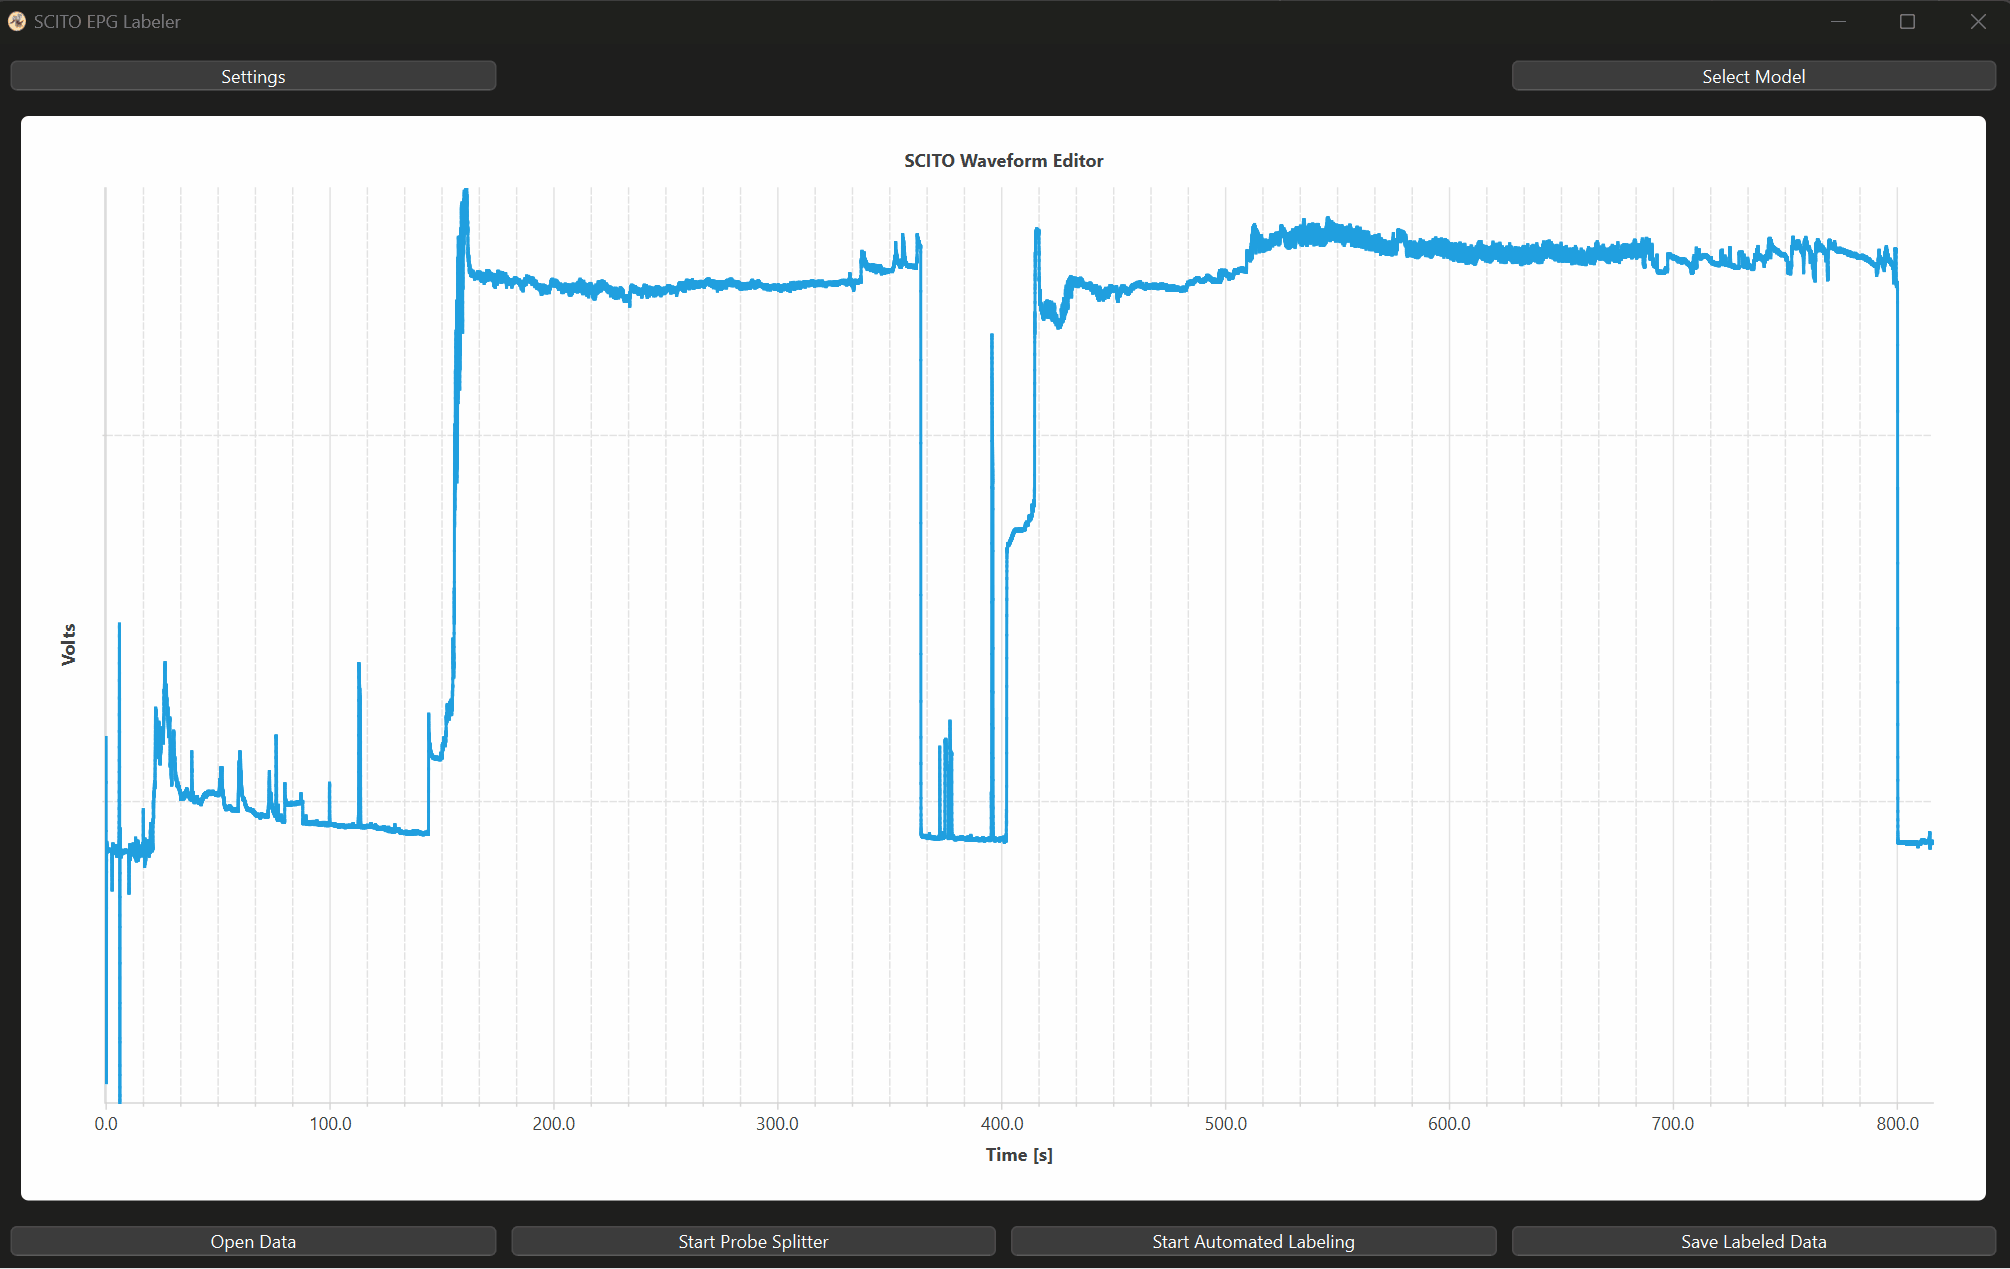 SCITO EPG Labeler
Settings
Select Model
SCITO Waveform Editor
Volts
0.0 100.0 200.0 300.0 400.0 500.0 600.0 700.0 800.0
Time [s]
Open Data
Start Probe Splitter
Start Automated Labeling
Save Labeled Data